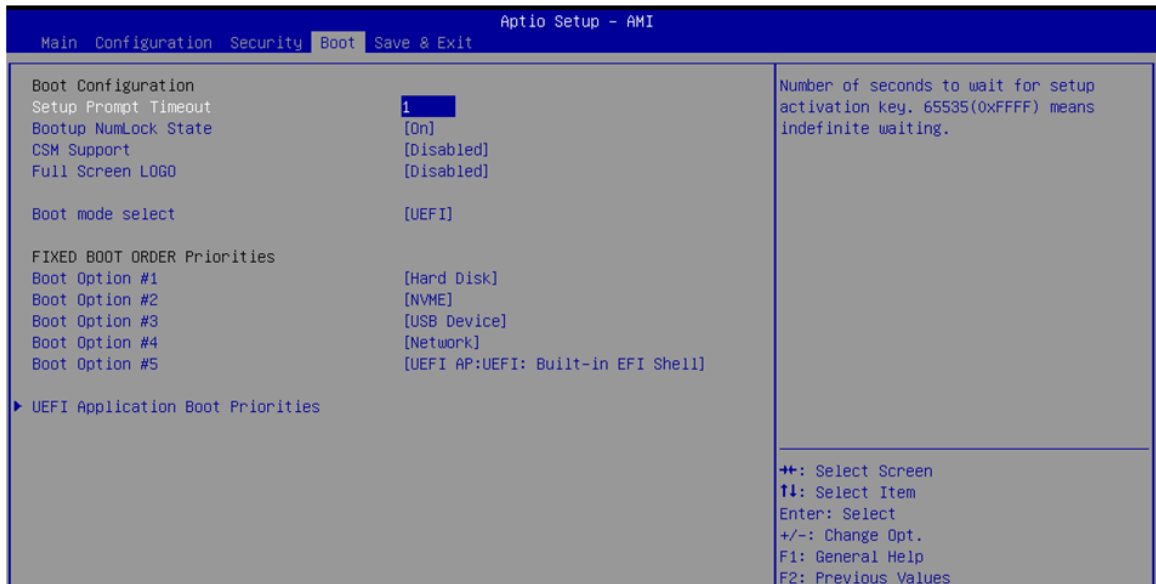 Aptio Setup - AMI
Main Configuration Security Boot Save & Exit
Boot Configuration
Setup Prompt Timeout 1
Bootup NumLock State [On]
CSM Support [Disabled]
Full Screen LOGO [Disabled]
Boot mode select [UEFI]
FIXED BOOT ORDER Priorities
Boot Option #1 [Hard Disk]
Boot Option #2 [NVME]
Boot Option #3 [USB Device]
Boot Option #4 [Network]
Boot Option #5 [UEFI AP:UEFI: Built-in EFI Shell]
▶ UEFI Application Boot Priorities
Number of seconds to wait for setup
activation key. 65535(0xFFFF) means
indefinite waiting.
→←: Select Screen
↑↓: Select Item
Enter: Select
+/-: Change Opt.
F1: General Help
F2: Previous Values